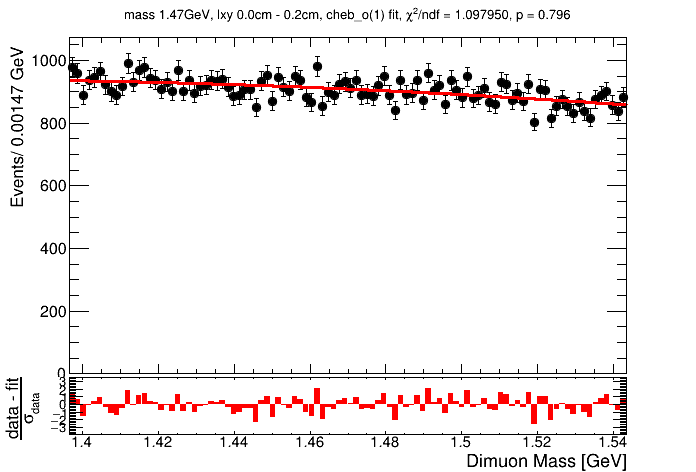 mass 1.47GeV, lxy 0.0cm - 0.2cm, cheb_o(1) fit, χ²/ndf = 1.097950, p = 0.796
Events/ 0.00147 GeV
1000
800
600
400
200
0
data - fit
σdata
3
2
1
0
−1
−2
−3
1.4 1.42 1.44 1.46 1.48 1.5 1.52 1.54
Dimuon Mass [GeV]